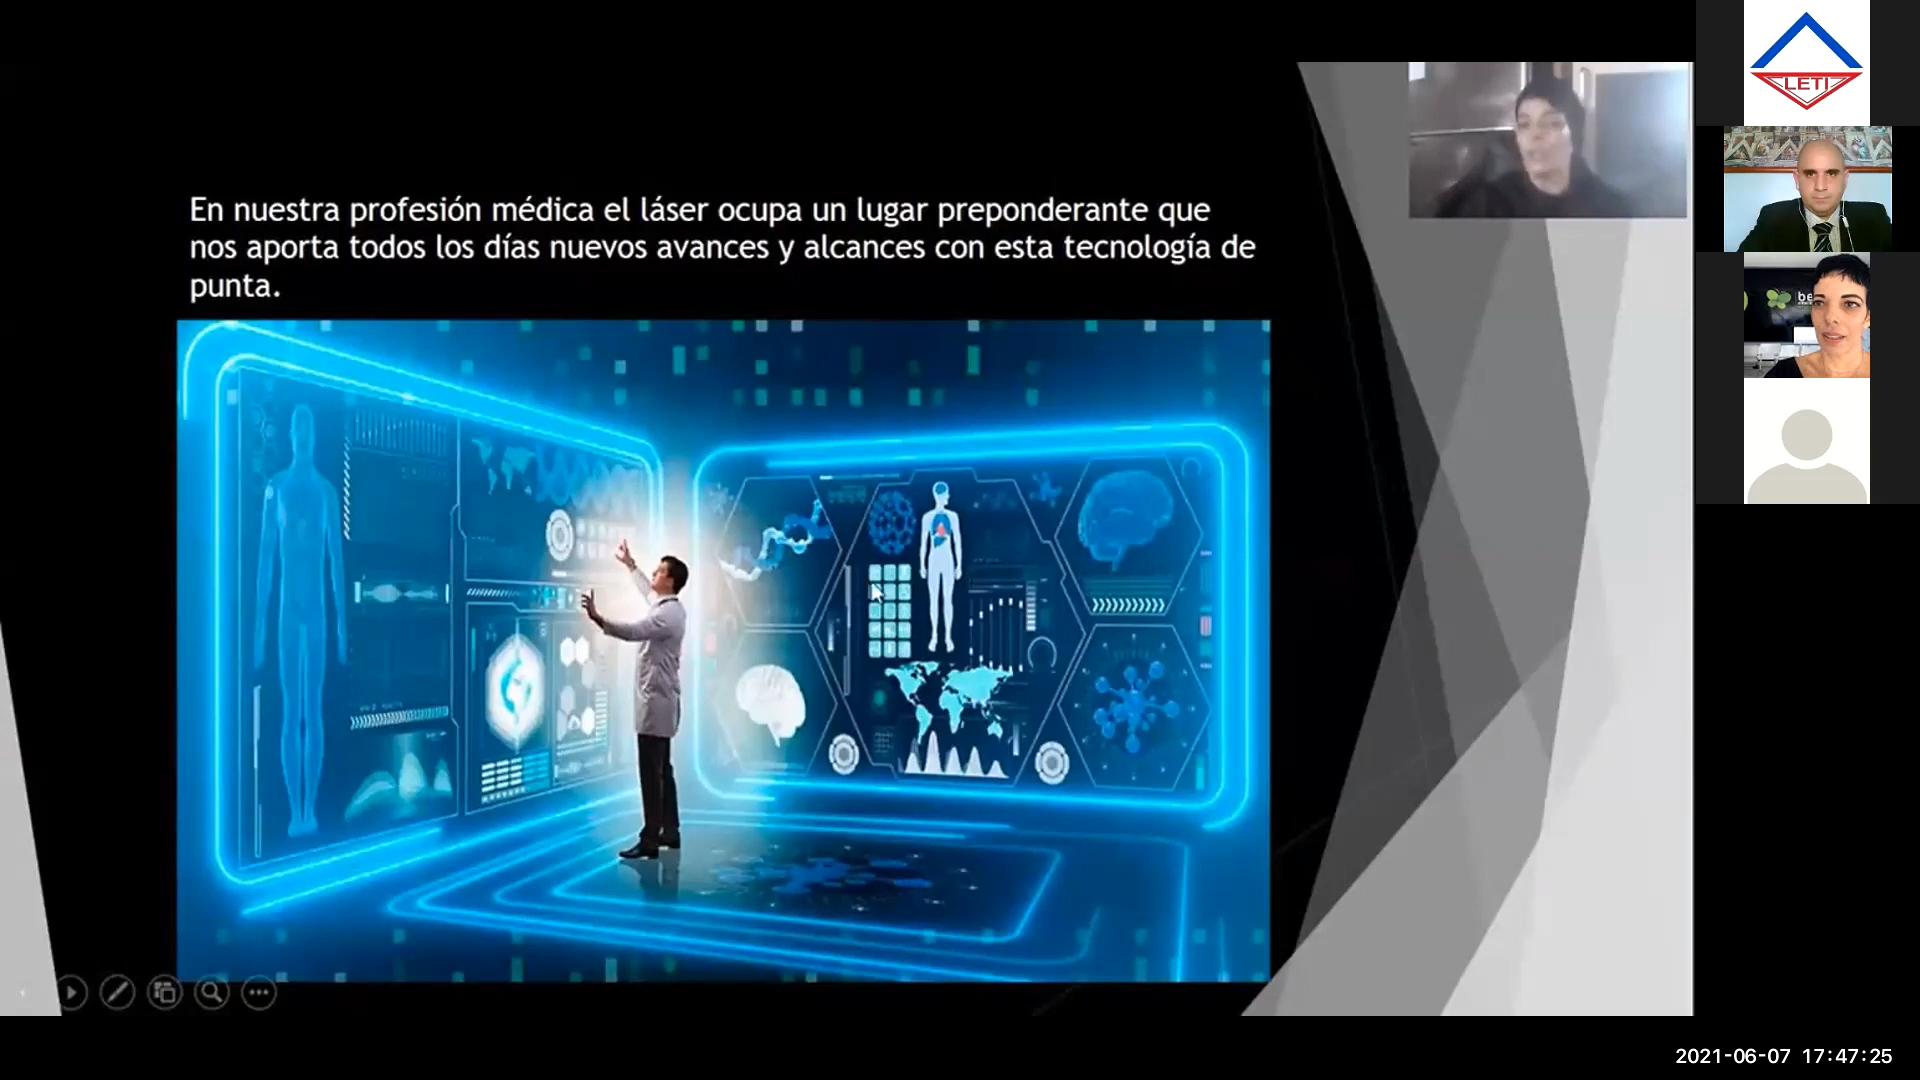 En nuestra profesión médica el láser ocupa un lugar preponderante que
nos aporta todos los días nuevos avances y alcances con esta tecnología de
punta.
LETI
be
2021-06-07 17:47:25